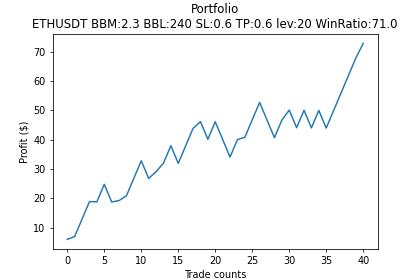 Portfolio
ETHUSDT BBM:2.3 BBL:240 SL:0.6 TP:0.6 lev:20 WinRatio:71.0
70
60
50
40
30
20
10
Profit ($)
0 5 10 15 20 25 30 35 40
Trade counts